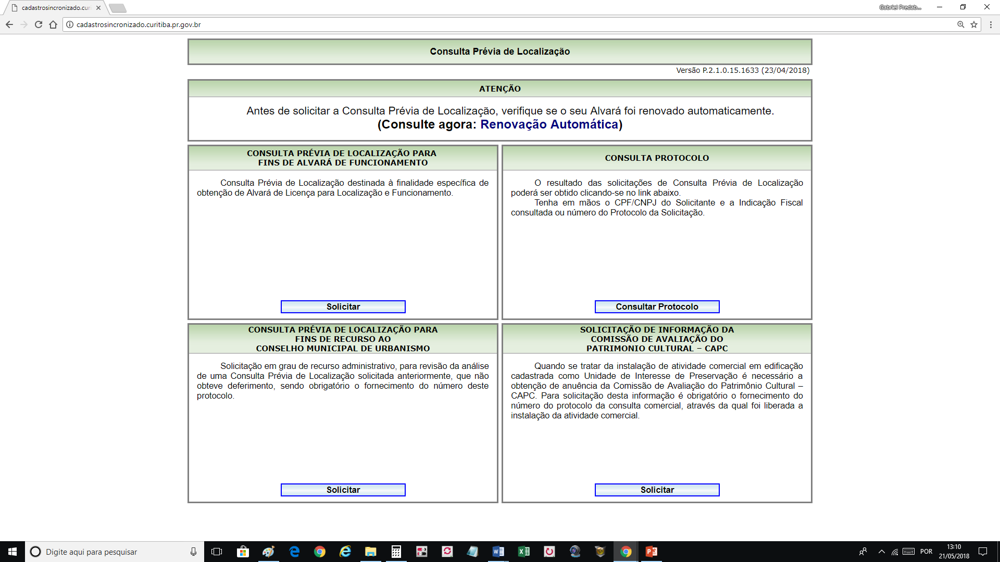 cadastrosincronizado.curi
Gabriel Predab...
cadastrosincronizado.curitiba.pr.gov.br
Consulta Prévia de Localização
Versão P.2.1.0.15.1633 (23/04/2018)
ATENÇÃO
Antes de solicitar a Consulta Prévia de Localização, verifique se o seu Alvará foi renovado automaticamente.
(Consulte agora: Renovação Automática)
CONSULTA PRÉVIA DE LOCALIZAÇÃO PARA
FINS DE ALVARÁ DE FUNCIONAMENTO
Consulta Prévia de Localização destinada à finalidade específica de
obtenção de Alvará de Licença para Localização e Funcionamento.
Solicitar
CONSULTA PROTOCOLO
O resultado das solicitações de Consulta Prévia de Localização
poderá ser obtido clicando-se no link abaixo.
Tenha em mãos o CPF/CNPJ do Solicitante e a Indicação Fiscal
consultada ou número do Protocolo da Solicitação.
Consultar Protocolo
CONSULTA PRÉVIA DE LOCALIZAÇÃO PARA
FINS DE RECURSO AO
CONSELHO MUNICIPAL DE URBANISMO
Solicitação em grau de recurso administrativo, para revisão da análise
de uma Consulta Prévia de Localização solicitada anteriormente, que não
obteve deferimento, sendo obrigatório o fornecimento do número deste
protocolo.
Solicitar
SOLICITAÇÃO DE INFORMAÇÃO DA
COMISSÃO DE AVALIAÇÃO DO
PATRIMONIO CULTURAL – CAPC
Quando se tratar da instalação de atividade comercial em edificação
cadastrada como Unidade de Interesse de Preservação é necessário a
obtenção de anuência da Comissão de Avaliação do Patrimônio Cultural –
CAPC. Para solicitação desta informação é obrigatório o fornecimento do
número do protocolo da consulta comercial, através da qual foi liberada a
instalação da atividade comercial.
Solicitar
Digite aqui para pesquisar
POR
13:10
21/05/2018